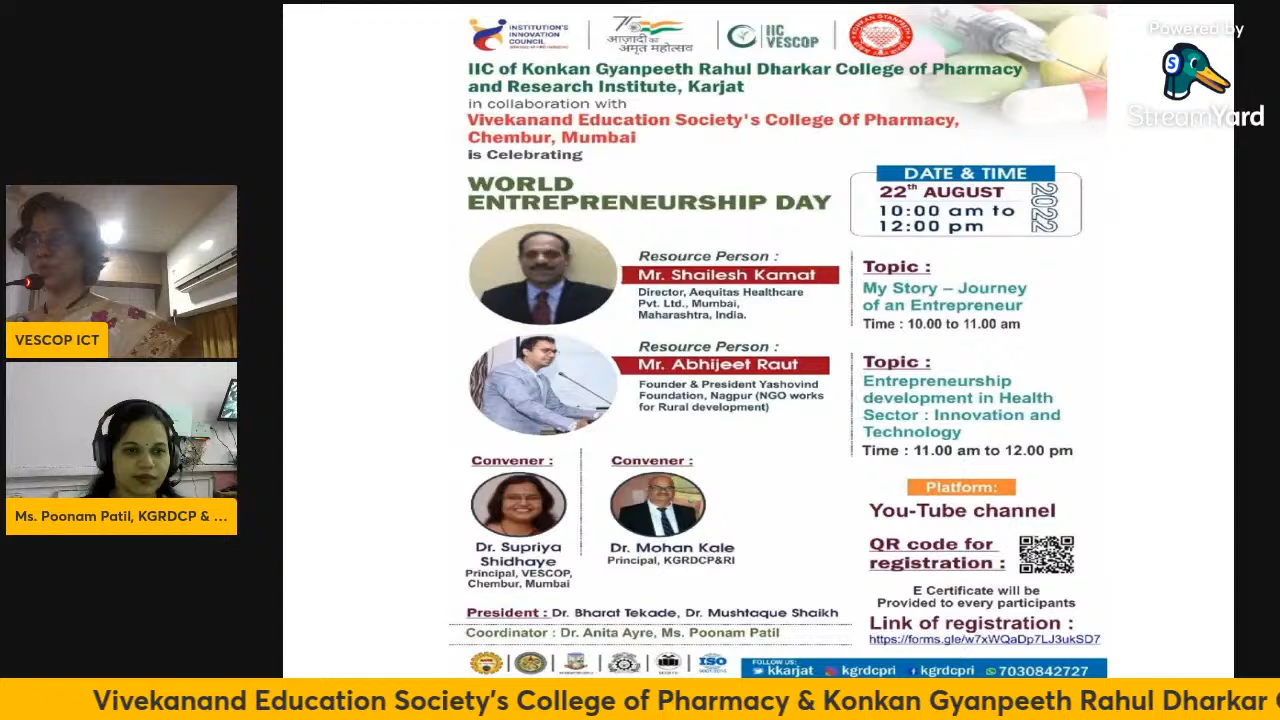 INSTITUTION'S
INNOVATION
COUNCIL
75
आज़ादी का
अमृत महोत्सव
IIC
VESCOP
Powered by
StreamYard
IIC of Konkan Gyanpeeth Rahul Dharkar College of Pharmacy
and Research Institute, Karjat
in collaboration with
Vivekanand Education Society's College Of Pharmacy,
Chembur, Mumbai
is Celebrating
WORLD
ENTREPRENEURSHIP DAY
DATE & TIME
22th AUGUST
10:00 am to
12:00 pm
2022
Resource Person :
Mr. Shailesh Kamat
Director, Aequitas Healthcare
Pvt. Ltd., Mumbai,
Maharashtra, India.
Topic :
My Story – Journey
of an Entrepreneur
Time : 10.00 to 11.00 am
Resource Person :
Mr. Abhijeet Raut
Founder & President Yashovind
Foundation, Nagpur (NGO works
for Rural development)
Topic :
Entrepreneurship
development in Health
Sector : Innovation and
Technology
Time : 11.00 am to 12.00 pm
Convener :
Dr. Supriya
Shidhaye
Principal, VESCOP,
Chembur, Mumbai
Convener :
Dr. Mohan Kale
Principal, KGRDCP&RI
Platform:
You-Tube channel
QR code for
registration :
E Certificate will be
Provided to every participants
Link of registration :
https://forms.gle/w7xWQaDp7LJ3ukSD7
President : Dr. Bharat Tekade, Dr. Mushtaque Shaikh
Coordinator : Dr. Anita Ayre, Ms. Poonam Patil
ISO
FOLLOW US:
kkarjat kgrdcpri kgrdcpri 7030842727
VESCOP ICT
Ms. Poonam Patil, KGRDCP & ...
Vivekanand Education Society's College of Pharmacy & Konkan Gyanpeeth Rahul Dharkar